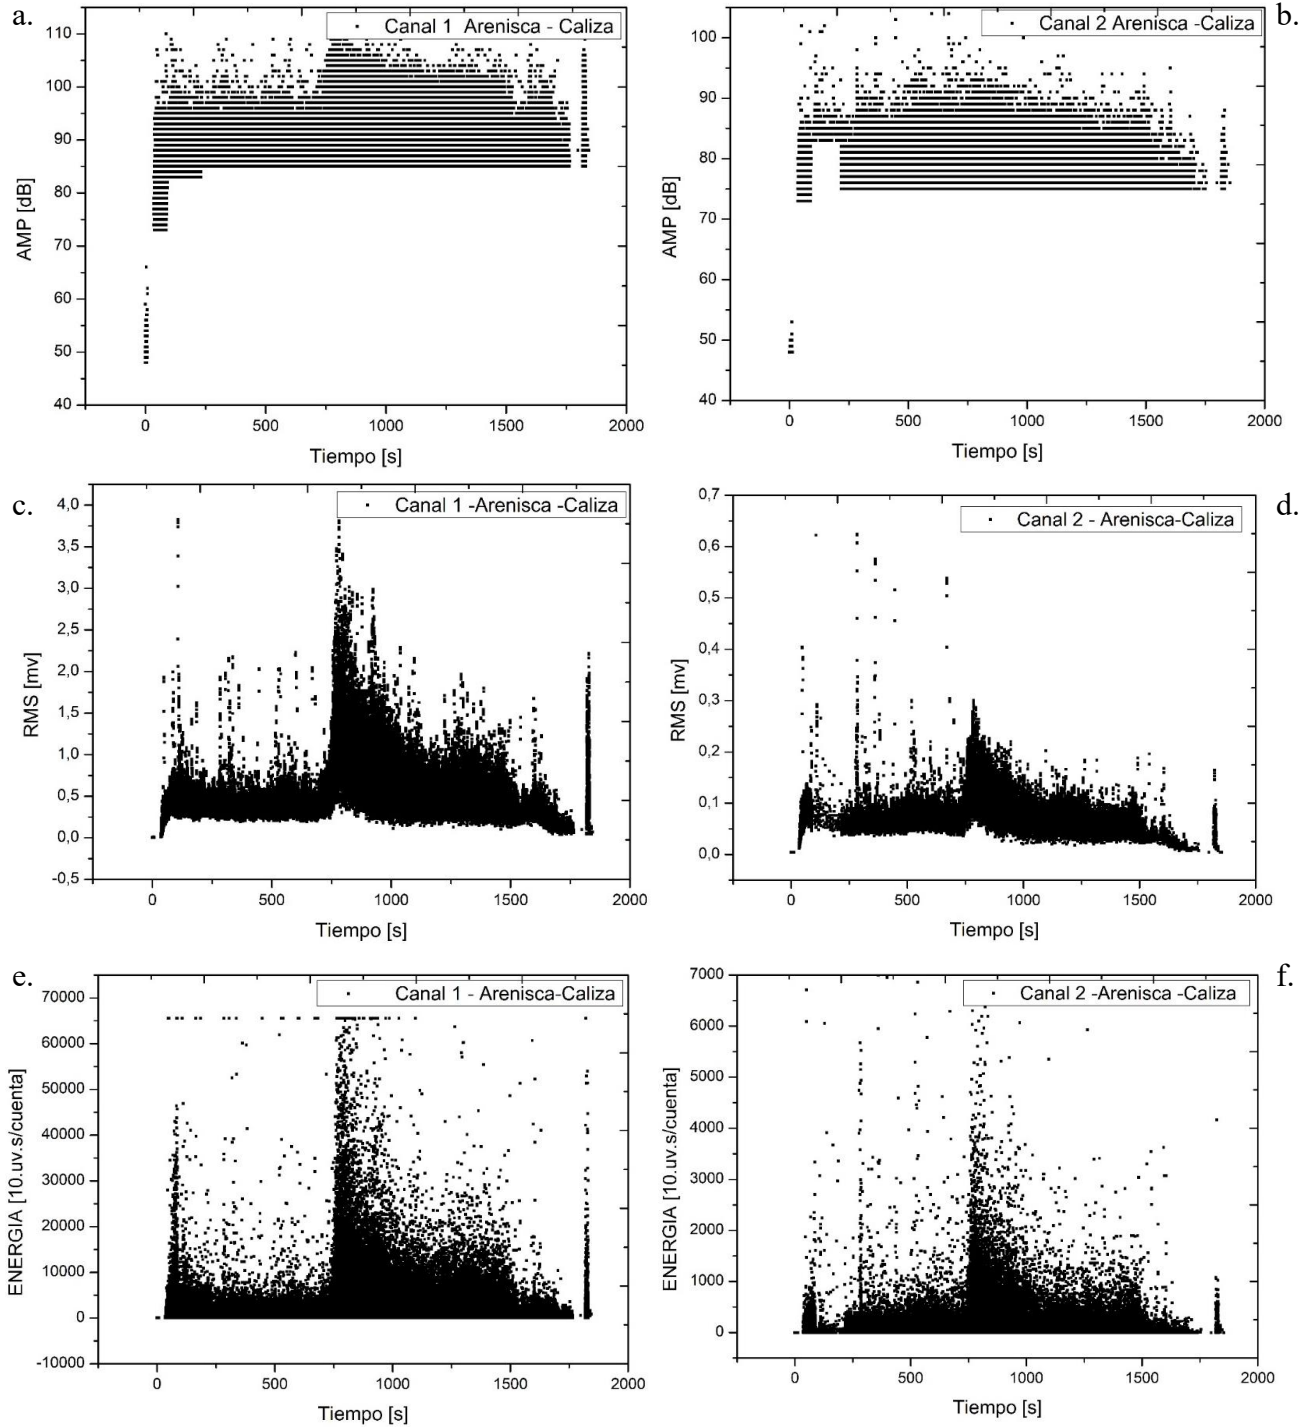 a.
Canal 1 Arenisca - Caliza
110
100
90
80
70
60
50
40
AMP [dB]
0 500 1000 1500 2000
Tiempo [s]
b.
Canal 2 Arenisca -Caliza
100
90
80
70
60
50
40
AMP [dB]
0 500 1000 1500 2000
Tiempo [s]
c.
Canal 1 -Arenisca -Caliza
4,0
3,5
3,0
2,5
2,0
1,5
1,0
0,5
0,0
-0,5
RMS [mv]
0 500 1000 1500 2000
Tiempo [s]
d.
Canal 2 - Arenisca-Caliza
0,7
0,6
0,5
0,4
0,3
0,2
0,1
0,0
RMS [mv]
0 500 1000 1500 2000
Tiempo [s]
e.
Canal 1 - Arenisca-Caliza
70000
60000
50000
40000
30000
20000
10000
0
-10000
ENERGIA [10.uv.s/cuenta]
0 500 1000 1500 2000
Tiempo [s]
f.
Canal 2 -Arenisca -Caliza
7000
6000
5000
4000
3000
2000
1000
0
ENERGIA [10.uv.s/cuenta]
0 500 1000 1500 2000
Tiempo [s]